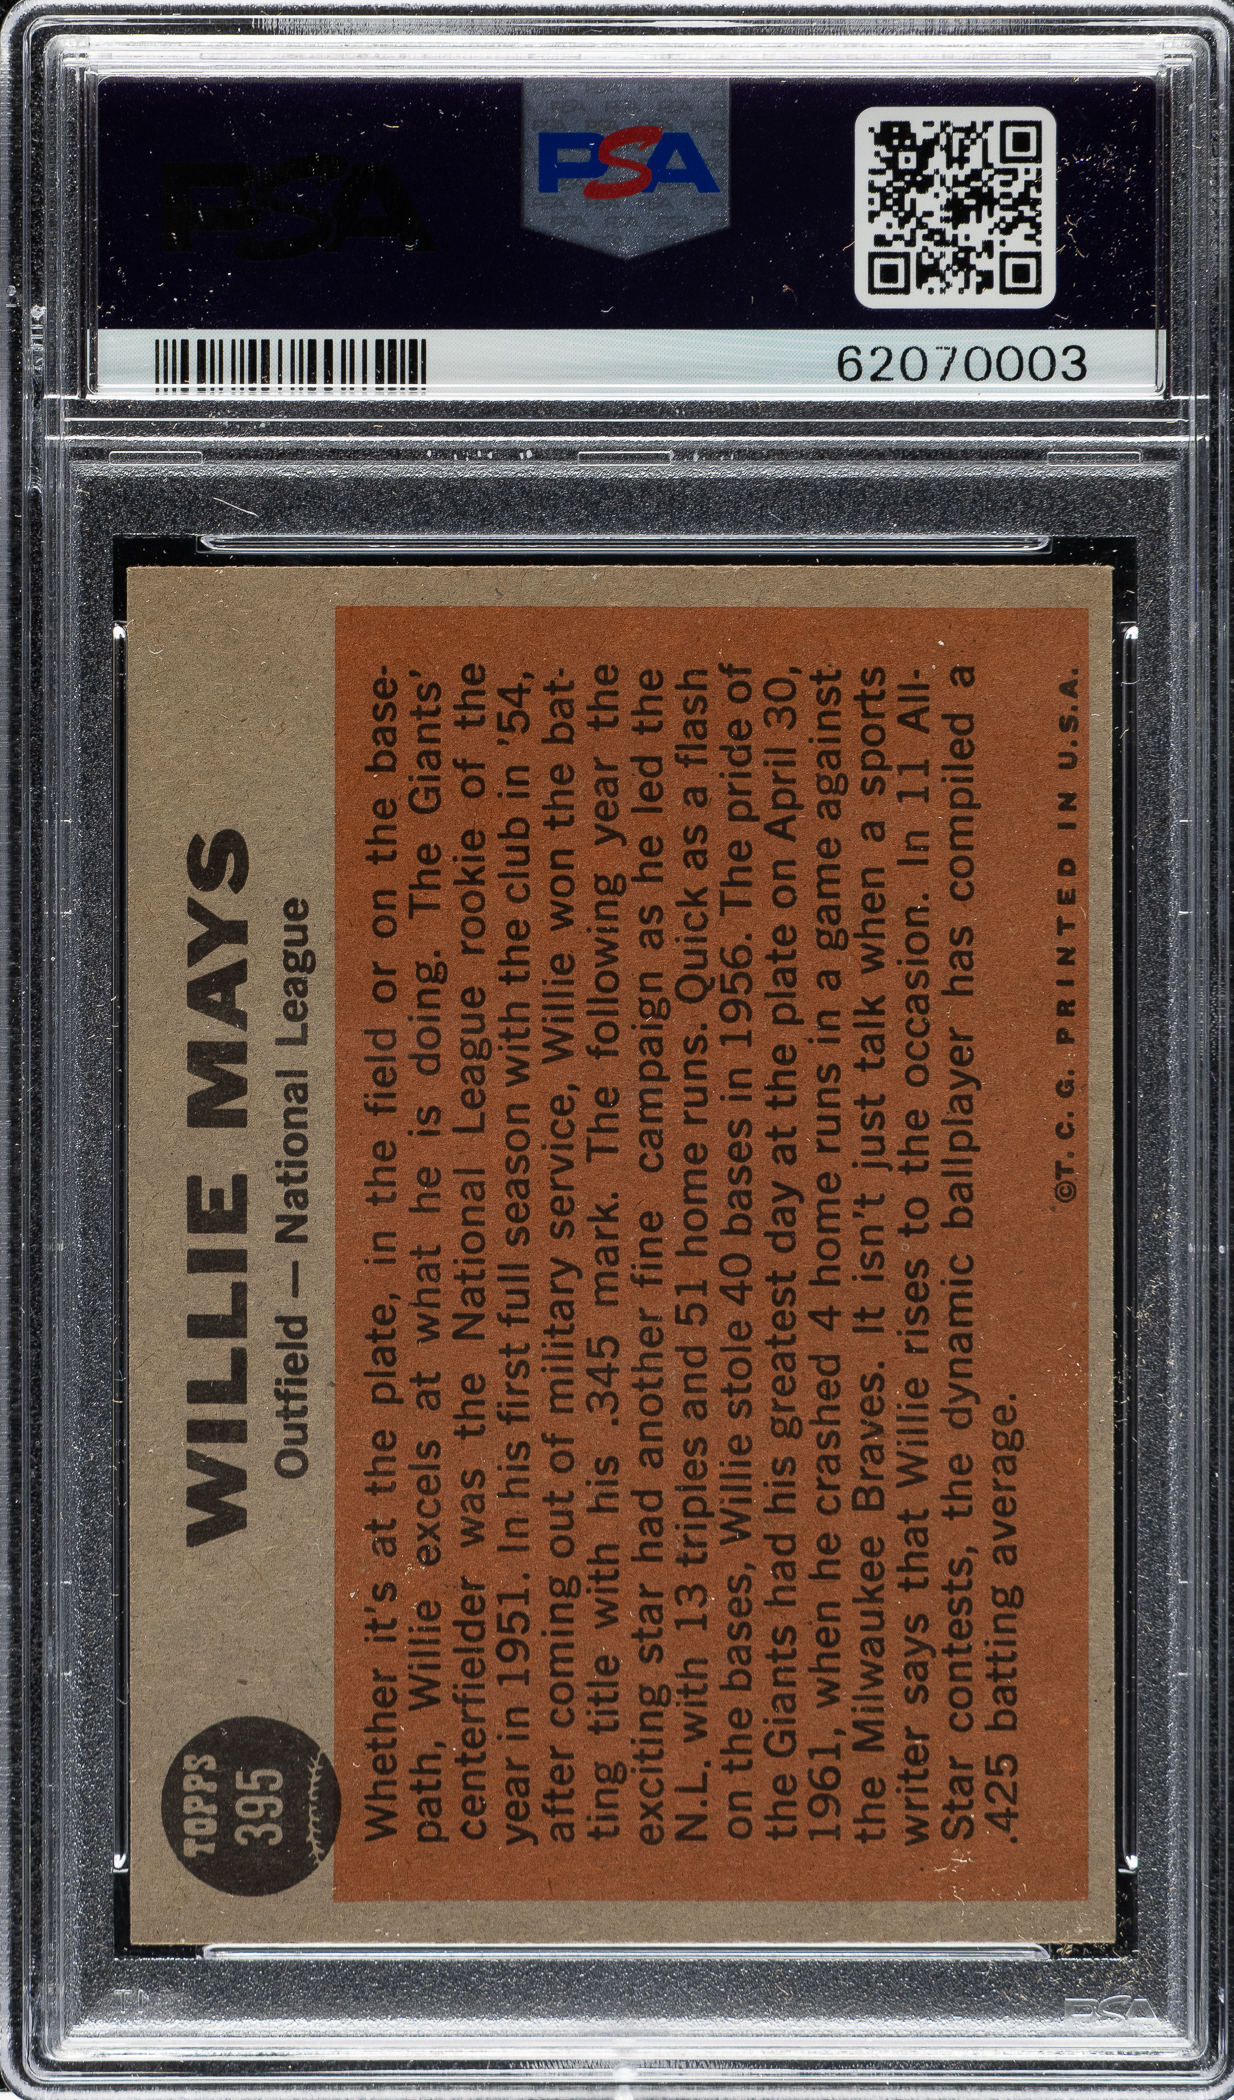 PSA
PSA
62070003
TOPPS
395
WILLIE MAYS
Outfield — National League
Whether it's at the plate, in the field or on the base-
path, Willie excels at what he is doing. The Giants'
centerfielder was the National League rookie of the
year in 1951. In his first full season with the club in '54,
after coming out of military service, Willie won the bat-
ting title with his .345 mark. The following year the
exciting star had another fine campaign as he led the
N.L. with 13 triples and 51 home runs. Quick as a flash
on the bases, Willie stole 40 bases in 1956. The pride of
the Giants had his greatest day at the plate on April 30,
1961, when he crashed 4 home runs in a game against
the Milwaukee Braves. It isn't just talk when a sports
writer says that Willie rises to the occasion. In 11 All-
Star contests, the dynamic ballplayer has compiled a
.425 batting average.
©T. C. G. PRINTED IN U.S.A.
PSA